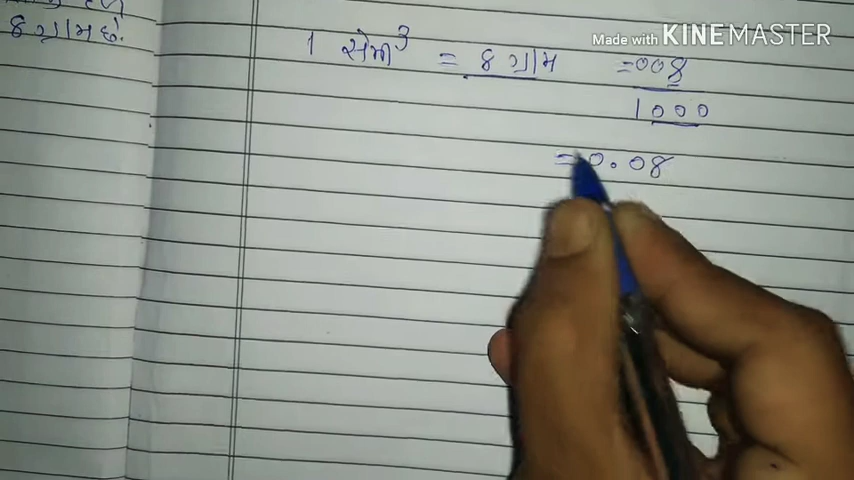 8 ગ્રામ છે.
1 સેમી³ = 8 ગ્રામ = 008
1000
= 0.08
Made with KINEMASTER